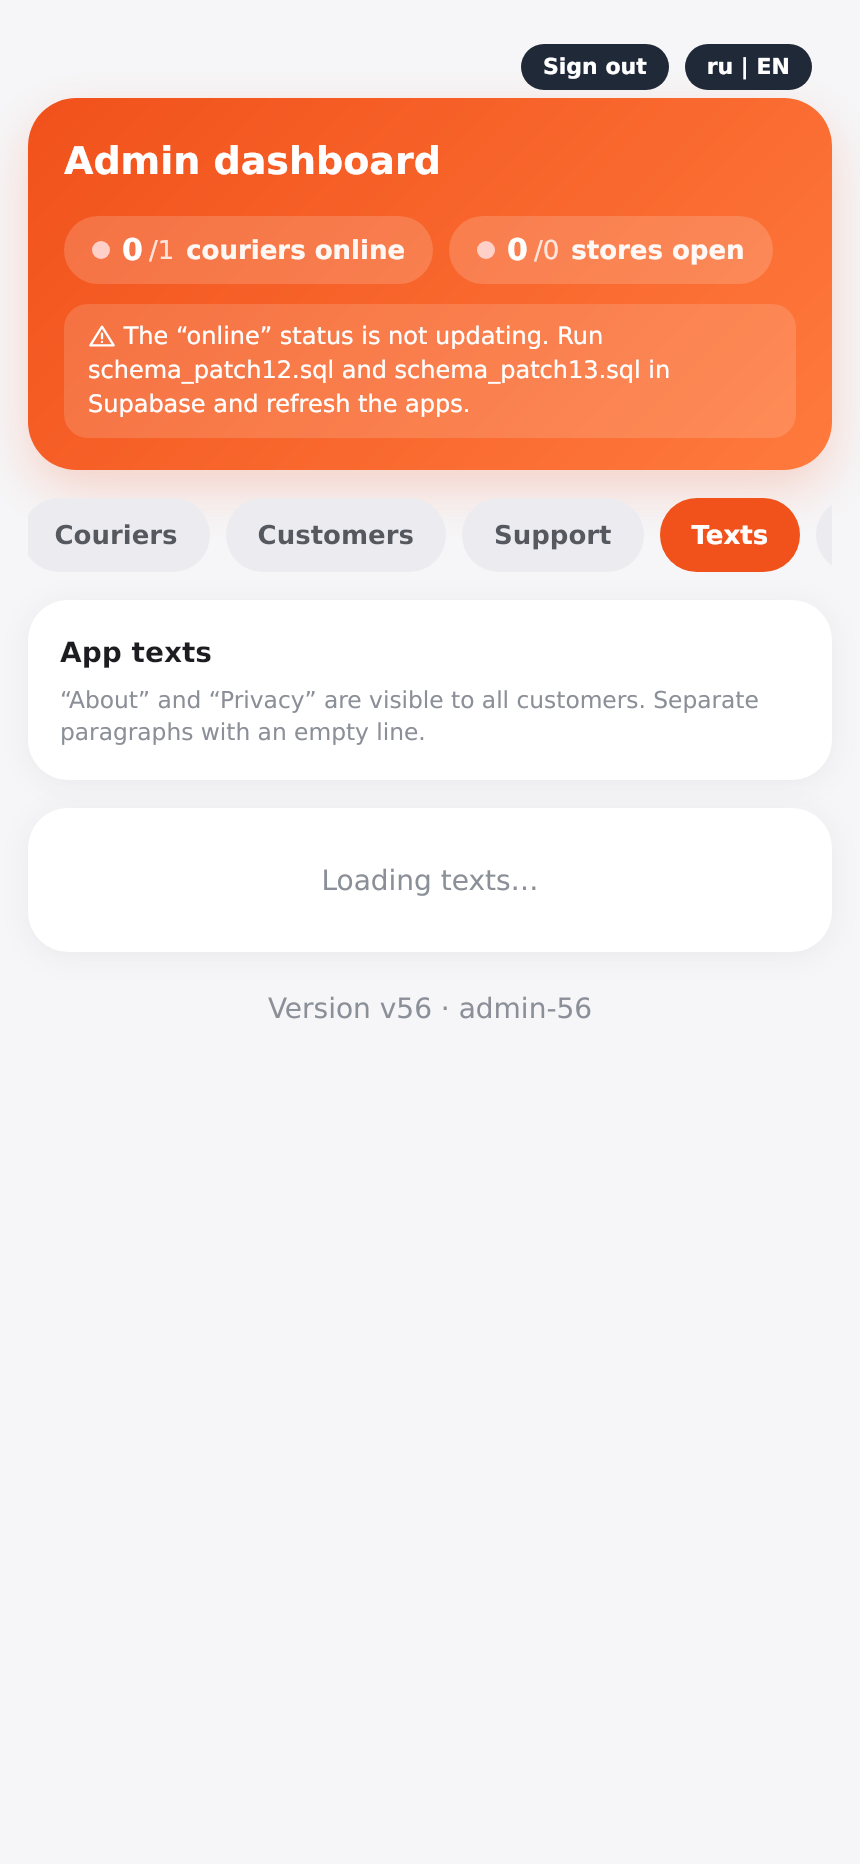 Sign out
ru | EN
Admin dashboard
0 /1 couriers online
0 /0 stores open
⚠ The “online” status is not updating. Run
schema_patch12.sql and schema_patch13.sql in
Supabase and refresh the apps.
Couriers
Customers
Support
Texts
App texts
“About” and “Privacy” are visible to all customers. Separate
paragraphs with an empty line.
Loading texts…
Version v56 · admin-56